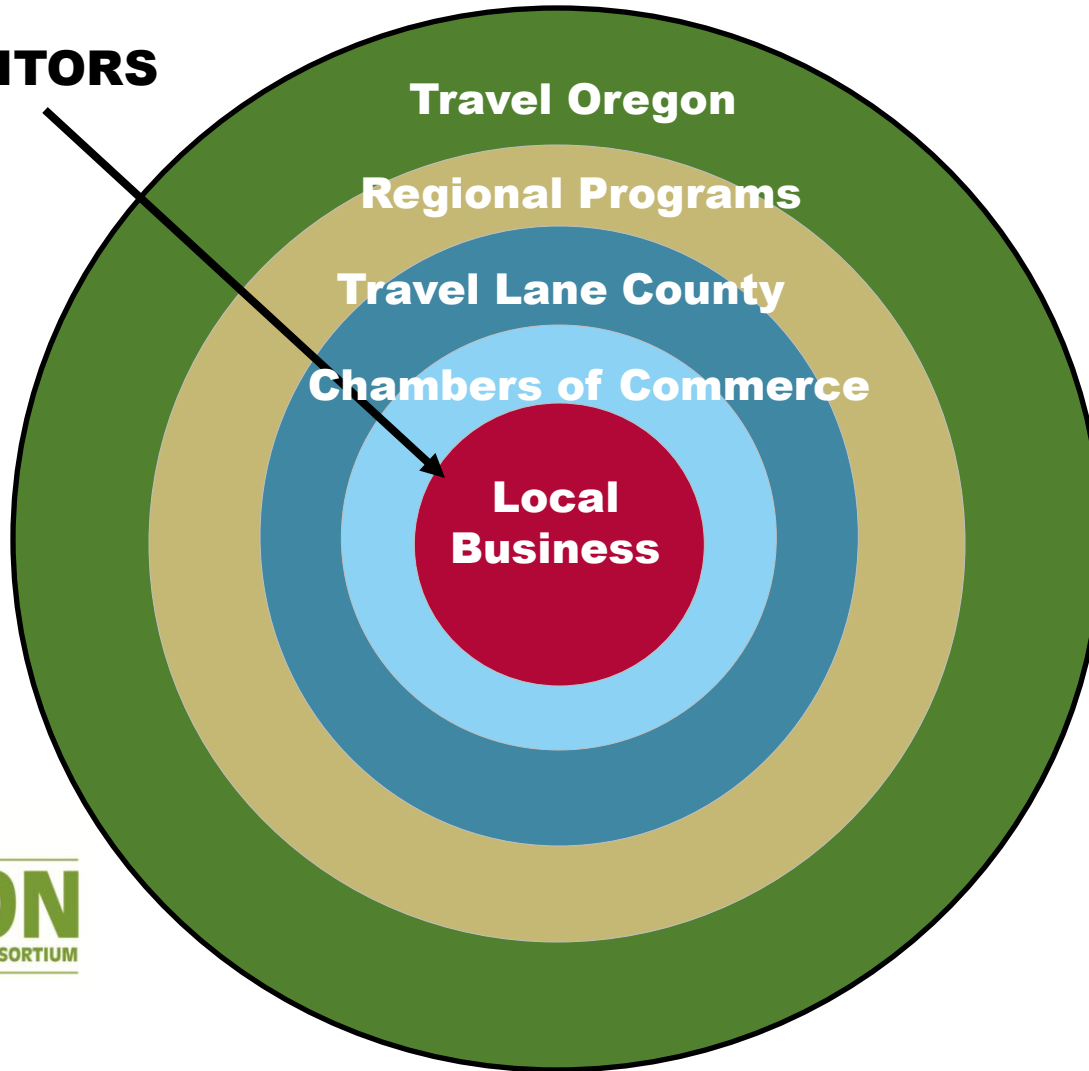 ITORS
Travel Oregon
Regional Programs
Travel Lane County
Chambers of Commerce
Local
Business
ON
SORTIUM